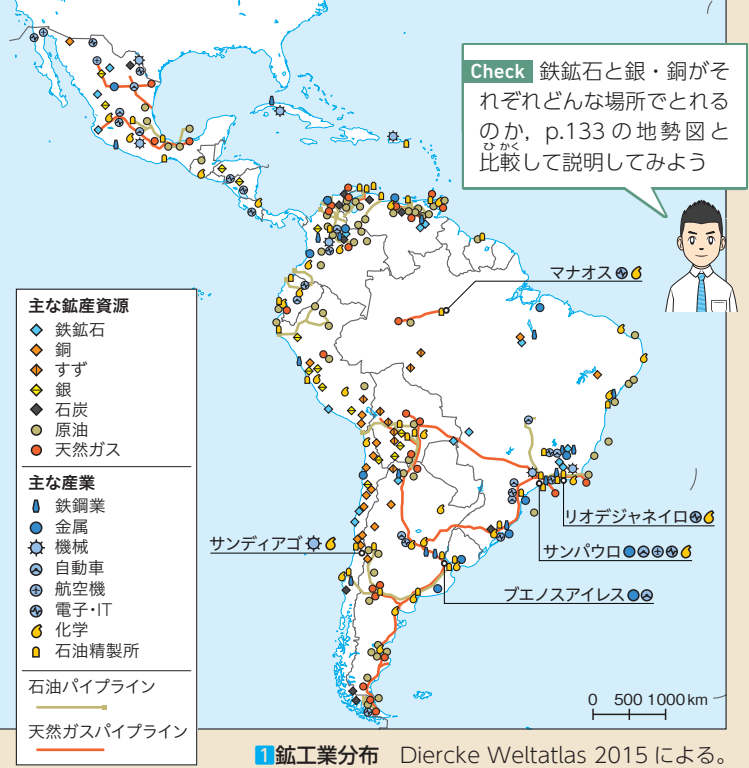 Check 鉄鉱石と銀・銅がそ
れぞれどんな場所でとれる
のか，p.133の地勢図と
比較して説明してみよう
ひかく
マナオス
主な鉱産資源
鉄鉱石
銅
すず
銀
石炭
原油
天然ガス
主な産業
鉄鋼業
金属
機械
自動車
航空機
電子・IT
化学
石油精製所
石油パイプライン
天然ガスパイプライン
サンディアゴ
リオデジャネイロ
サンパウロ
ブエノスアイレス
0 500 1000km
1 鉱工業分布 Diercke Weltatlas 2015による。